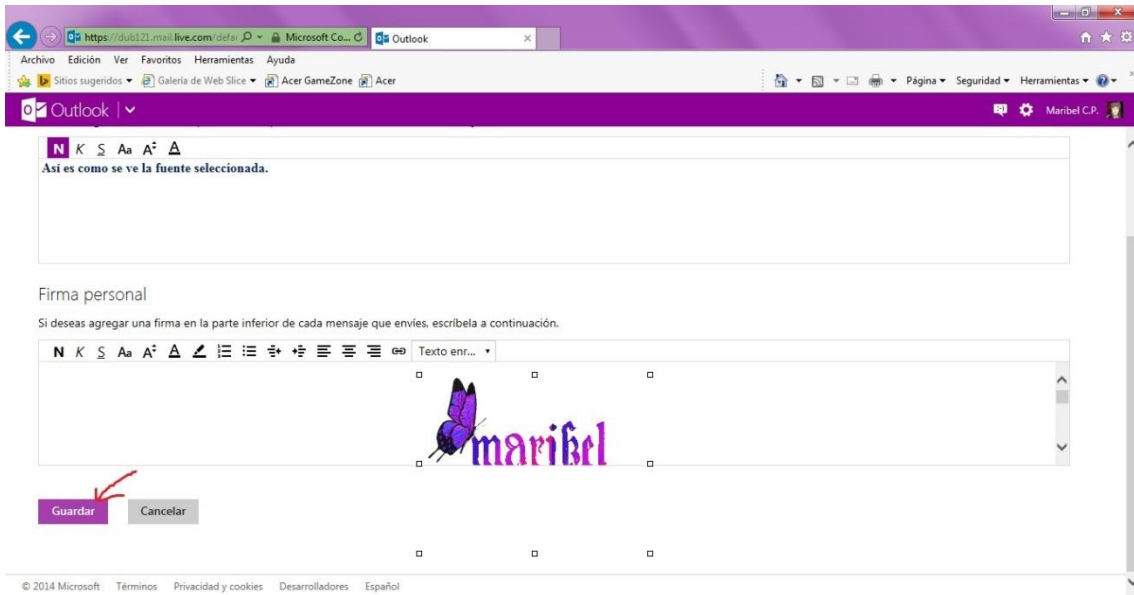 https://dub121.mail.live.com/defa
Microsoft Co...
Outlook
Archivo Edición Ver Favoritos Herramientas Ayuda
Sitios sugeridos Galería de Web Slice Acer GameZone Acer
Página Seguridad Herramientas
Outlook
Maribel C.P.
N K S Aa A A
Así es como se ve la fuente seleccionada.
Firma personal
Si deseas agregar una firma en la parte inferior de cada mensaje que envíes, escríbela a continuación.
N K S Aa A A Texto enr...
maribel
Guardar Cancelar
© 2014 Microsoft Términos Privacidad y cookies Desarrolladores Español